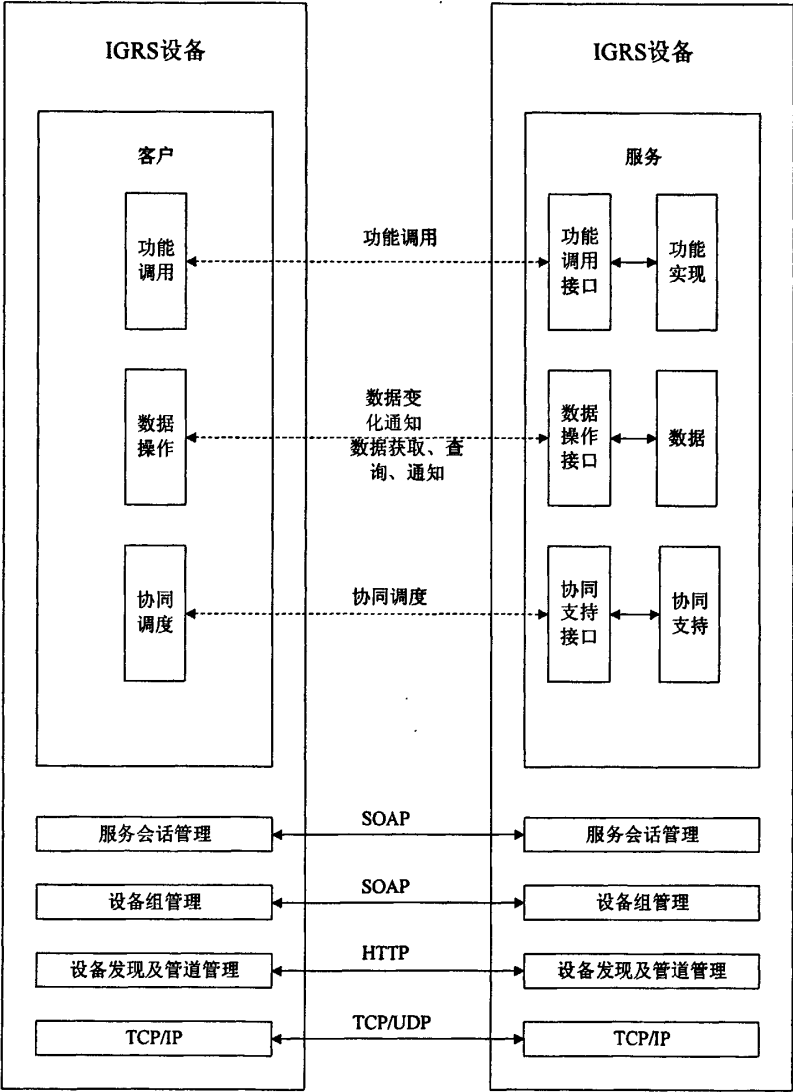 IGRS设备
IGRS设备
客户
服务
功能
调用
功能调用
功能
调用
接口
功能
实现
数据
操作
数据变
化通知
数据获取、查
询、通知
数据
操作
接口
数据
协同
调度
协同调度
协同
支持
接口
协同
支持
服务会话管理
SOAP
服务会话管理
设备组管理
SOAP
设备组管理
设备发现及管道管理
HTTP
设备发现及管道管理
TCP/IP
TCP/UDP
TCP/IP